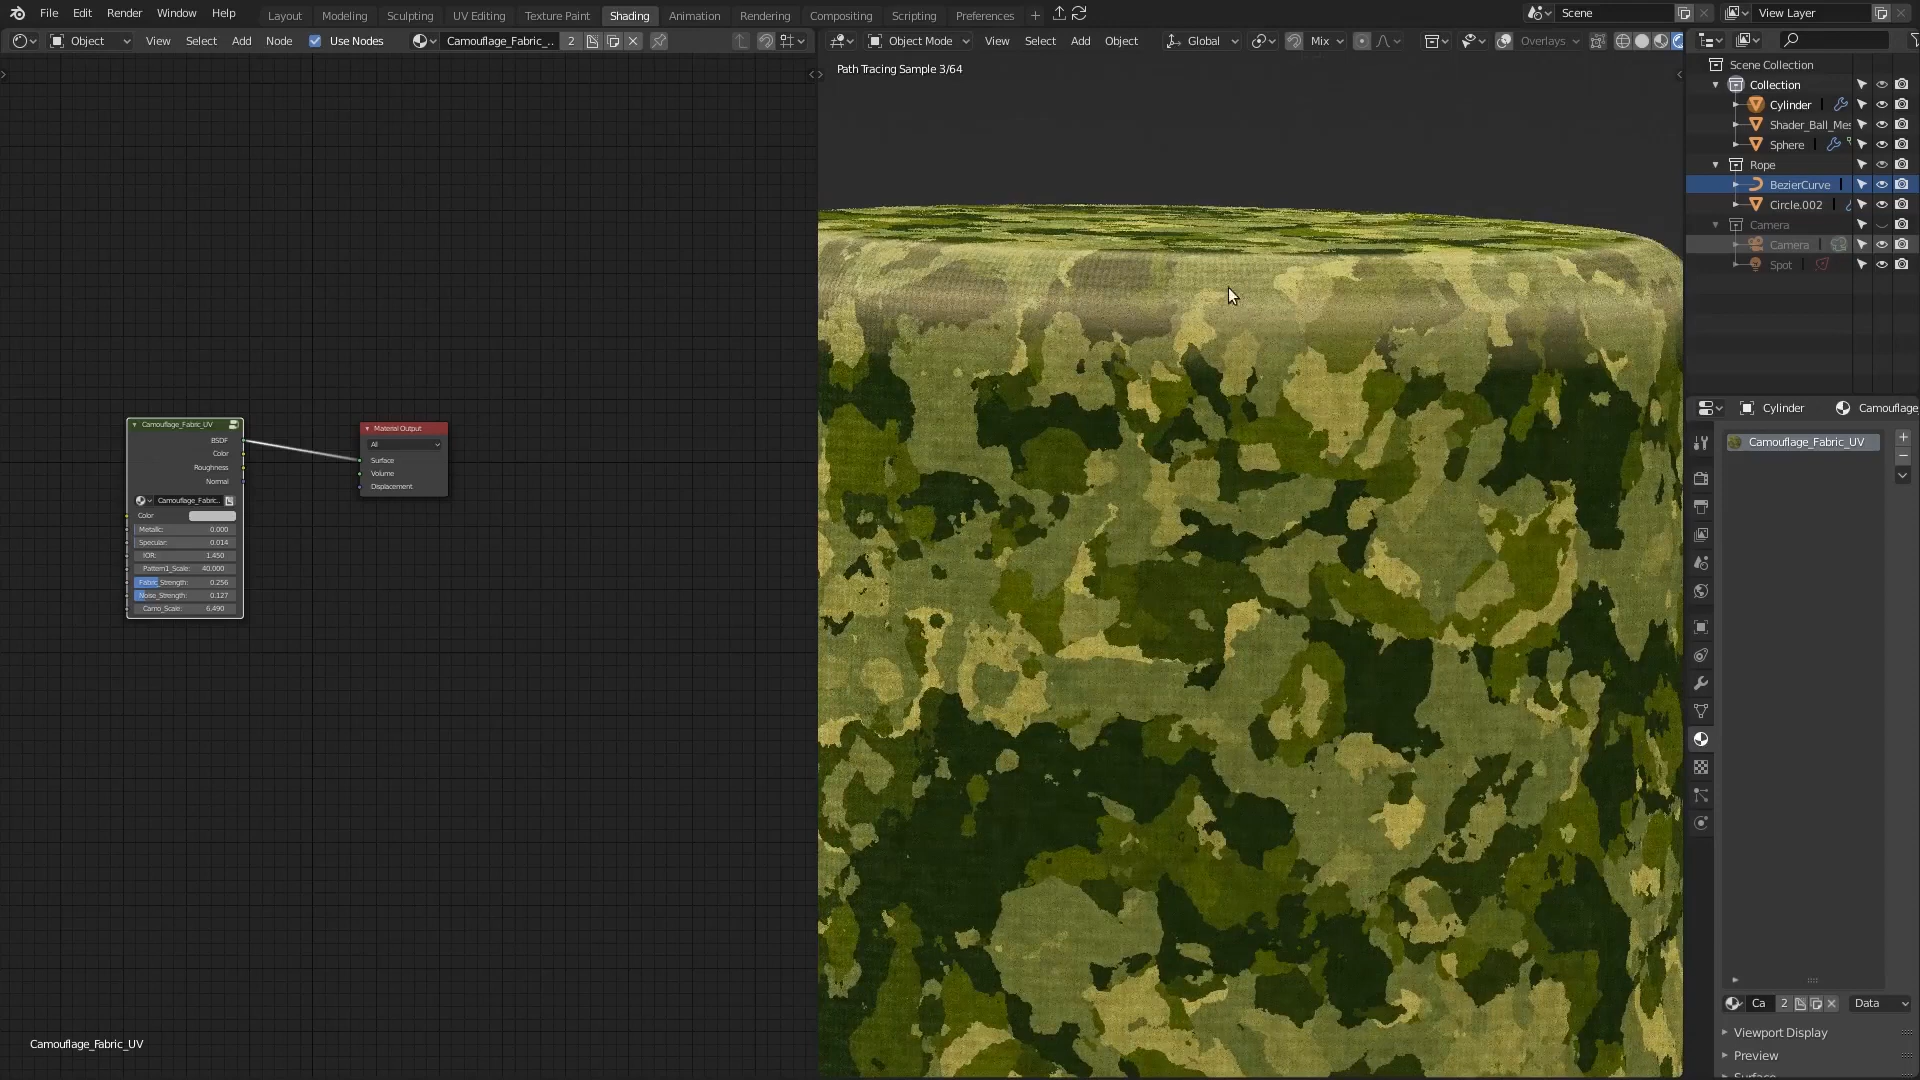 File Edit Render Window Help Layout Modeling Sculpting UV Editing Texture Paint Shading Animation Rendering Compositing Scripting Preferences + Scene View Layer
Object View Select Add Node Use Nodes Camouflage_Fabric_.. 2 Object Mode View Select Add Object Global Mix Overlays
Path Tracing Sample 3/64
Scene Collection
Collection
Cylinder
Shader_Ball_Mes
Sphere
Rope
BezierCurve
Circle.002
Camera
Camera
Spot
Cylinder Camouflage
Camouflage_Fabric_UV
Camouflage_Fabric_UV
BSDF
Color
Roughness
Normal
Camouflage_Fabric..
Color
Metallic: 0.000
Specular: 0.014
IOR: 1.450
Pattern1_Scale: 40.000
Fabric_Strength: 0.256
Noise_Strength: 0.127
Camo_Scale: 6.490
Material Output
All
Surface
Volume
Displacement
Ca 2 Data
Viewport Display
Preview
Surface
Camouflage_Fabric_UV